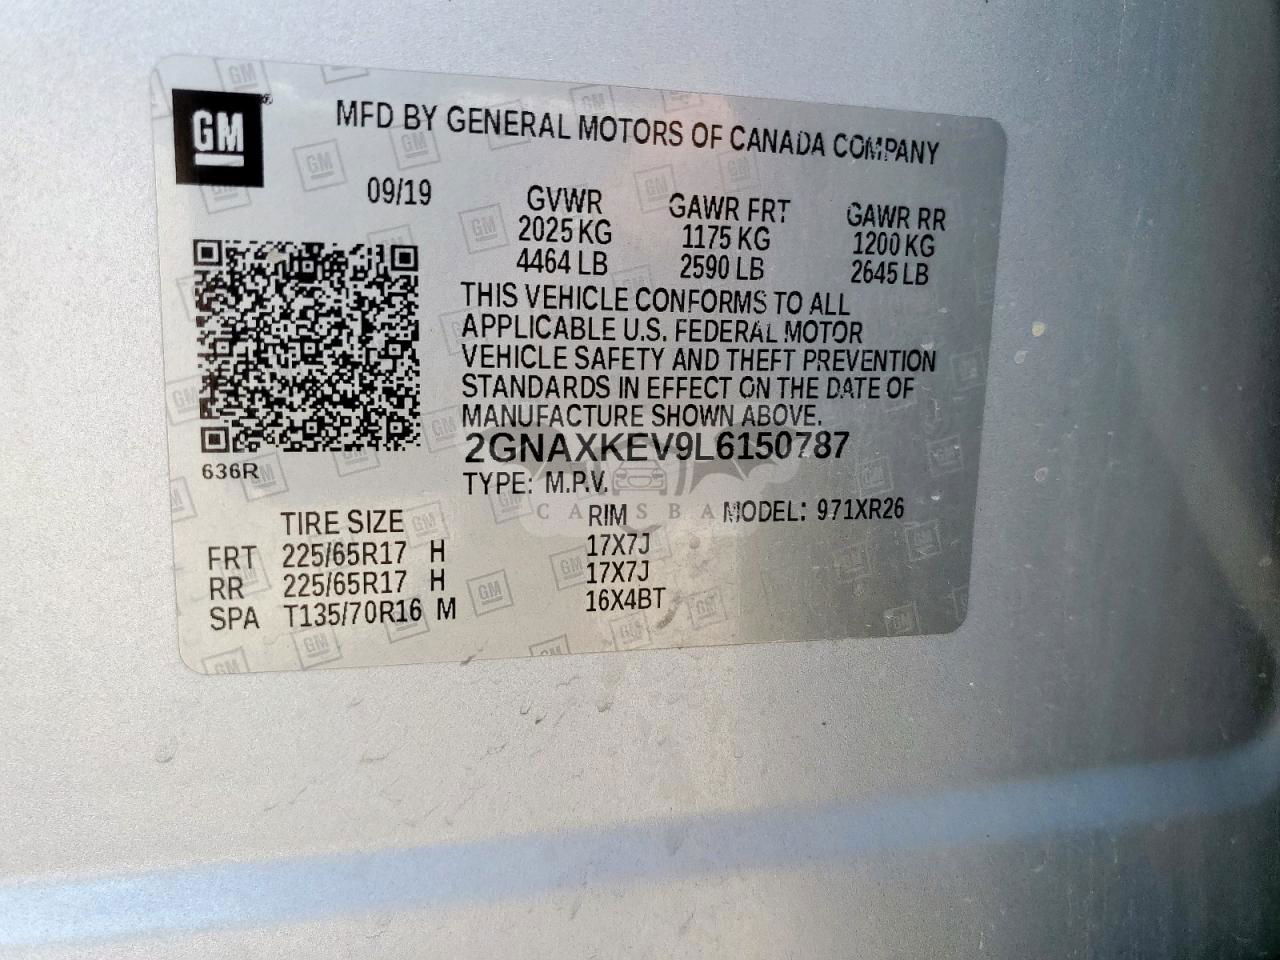 GM
MFD BY GENERAL MOTORS OF CANADA COMPANY
09/19
GVWR GAWR FRT GAWR RR
2025 KG 1175 KG 1200 KG
4464 LB 2590 LB 2645 LB
THIS VEHICLE CONFORMS TO ALL
APPLICABLE U.S. FEDERAL MOTOR
VEHICLE SAFETY AND THEFT PREVENTION
STANDARDS IN EFFECT ON THE DATE OF
MANUFACTURE SHOWN ABOVE.
2GNAXKEV9L6150787
636R
TYPE: M.P.V.
TIRE SIZE RIM MODEL: 971XR26
FRT 225/65R17 H 17X7J
RR 225/65R17 H 17X7J
SPA T135/70R16 M 16X4BT